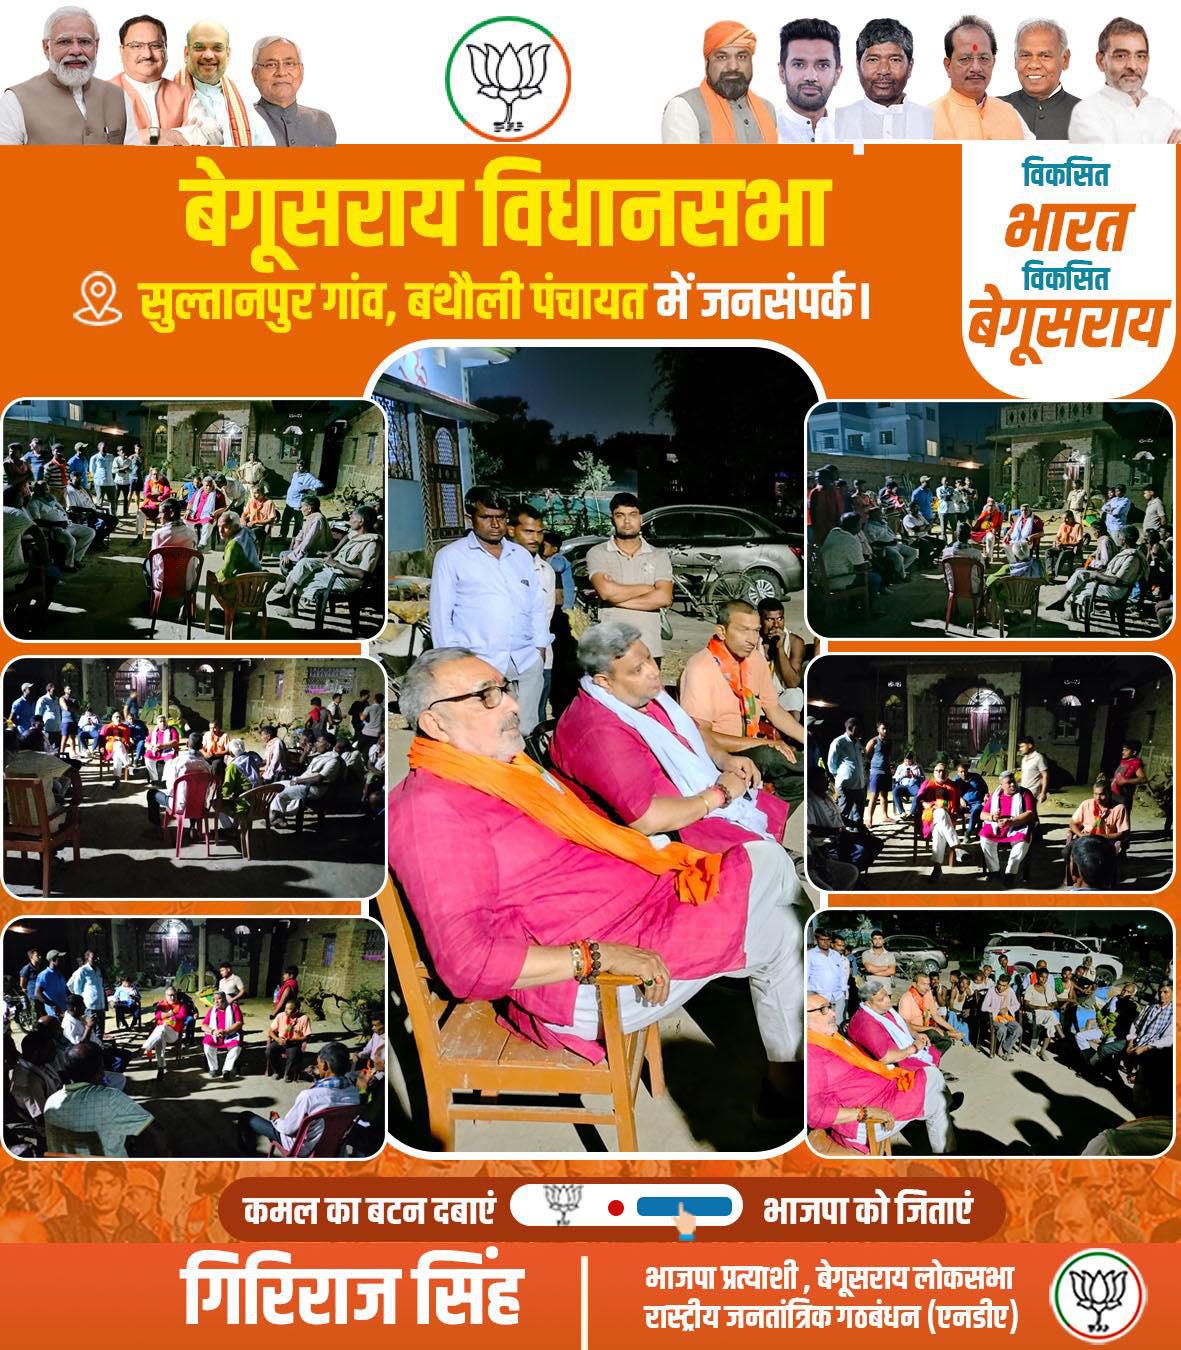 बेगूसराय विधानसभा
सुल्तानपुर गांव, बथौली पंचायत में जनसंपर्क।
विकसित
भारत
विकसित
बेगूसराय
कमल का बटन दबाएं भाजपा को जिताएं
गिरिराज सिंह
भाजपा प्रत्याशी , बेगूसराय लोकसभा
रास्ट्रीय जनतांत्रिक गठबंधन (एनडीए)